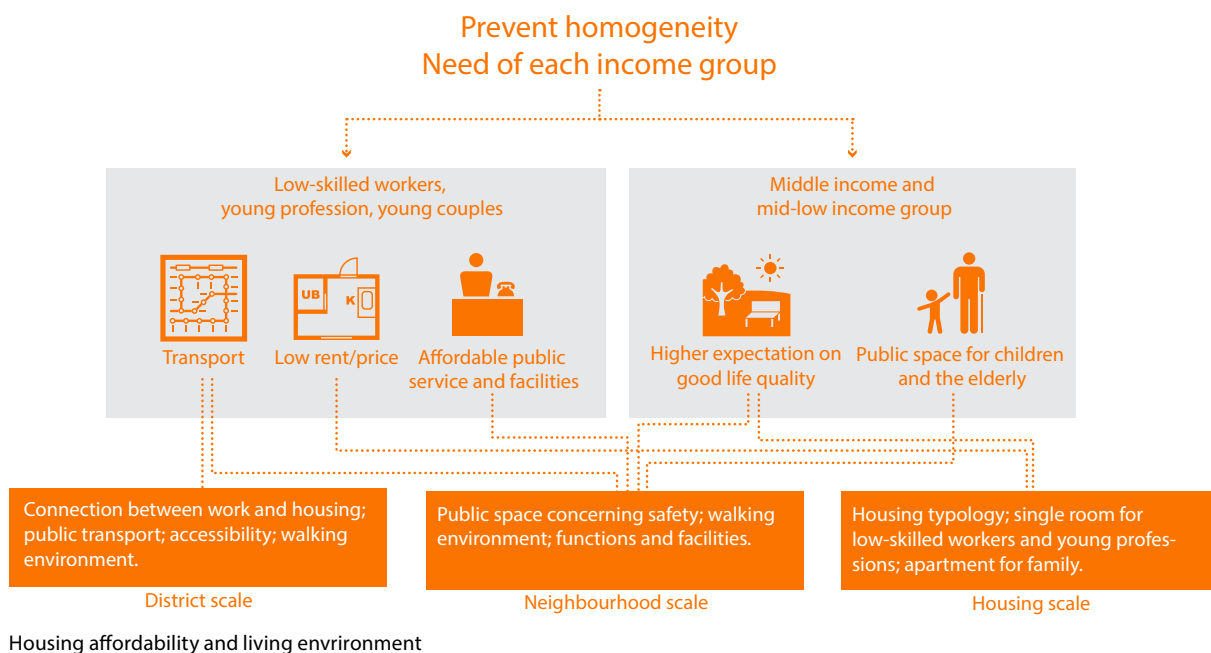 Prevent homogeneity
Need of each income group
Low-skilled workers,
young profession, young couples
UB
K
Transport
Low rent/price
Affordable public
service and facilities
Middle income and
mid-low income group
Higher expectation on
good life quality
Public space for children
and the elderly
Connection between work and housing;
public transport; accessibility; walking
environment.
District scale
Public space concerning safety; walking
environment; functions and facilities.
Neighbourhood scale
Housing typology; single room for
low-skilled workers and young profes-
sions; apartment for family.
Housing scale
Housing affordability and living envrironment